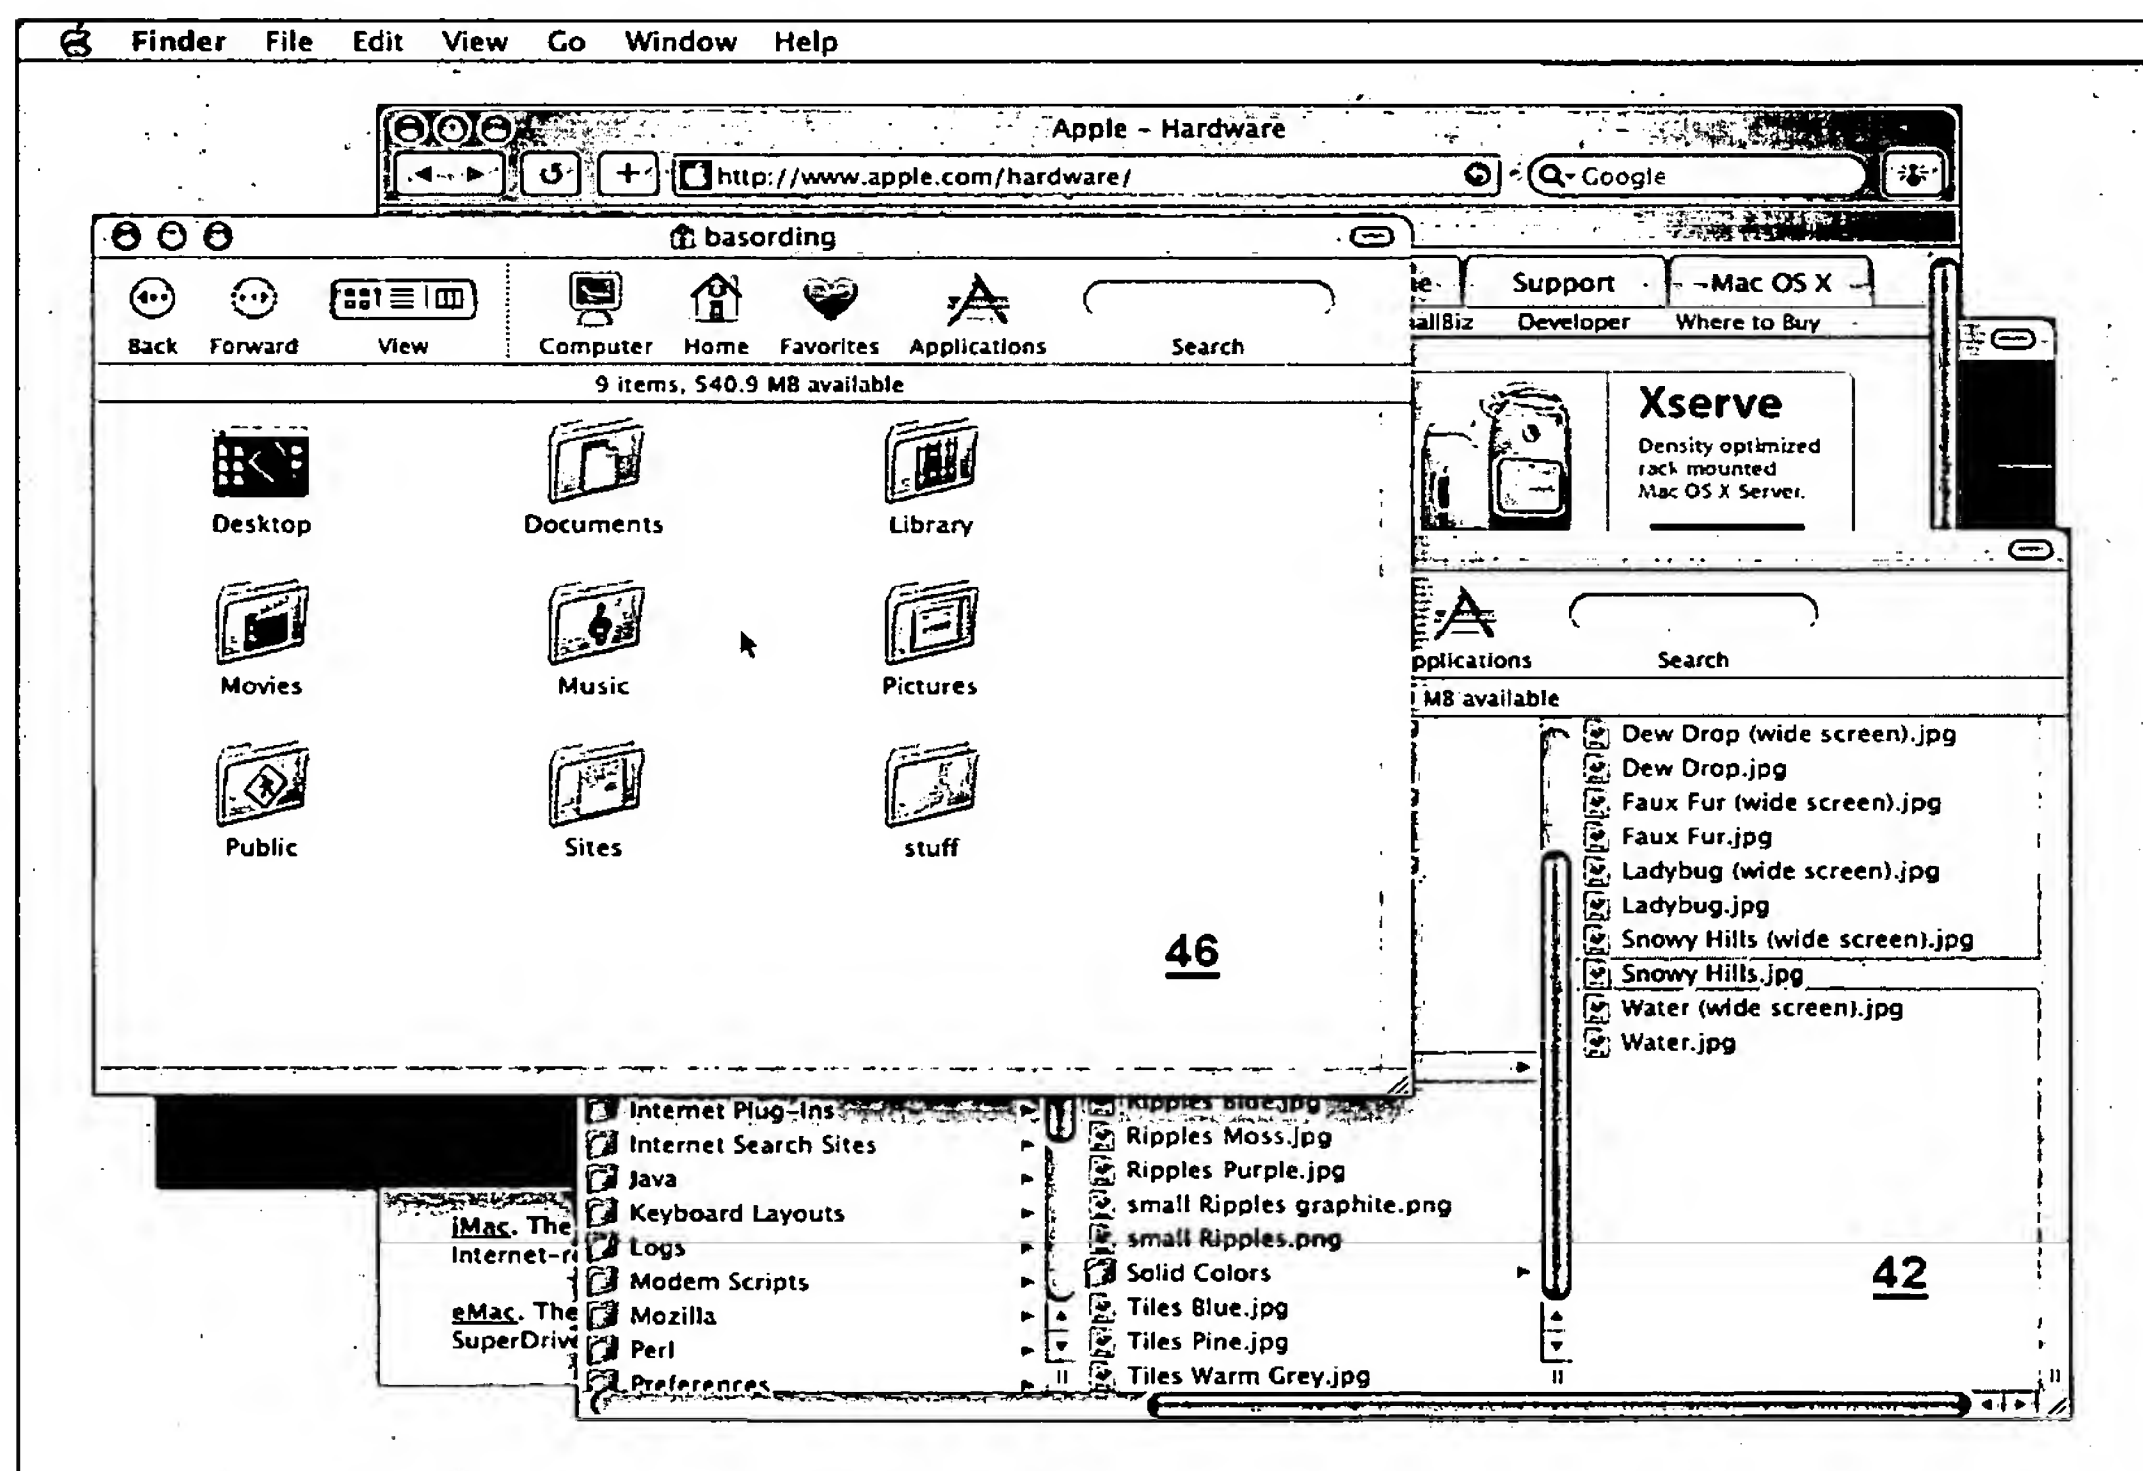 Finder File Edit View Go Window Help
Apple – Hardware
http://www.apple.com/hardware/
Google
basording
Support
Mac OS X
Developer
Where to Buy
Back
Forward
View
Computer
Home
Favorites
Applications
Search
9 items, 540.9 MB available
Xserve
Density optimized
rack mounted
Mac OS X Server.
Desktop
Documents
Library
Movies
Music
Pictures
Public
Sites
stuff
46
Search
MB available
Dew Drop (wide screen).jpg
Dew Drop.jpg
Faux Fur (wide screen).jpg
Faux Fur.jpg
Ladybug (wide screen).jpg
Ladybug.jpg
Snowy Hills (wide screen).jpg
Snowy Hills.jpg
Water (wide screen).jpg
Water.jpg
Internet Plug-Ins
Internet Search Sites
Java
Keyboard Layouts
Logs
Modem Scripts
Mozilla
Perl
Preferences
Ripples Blue.jpg
Ripples Moss.jpg
Ripples Purple.jpg
small Ripples graphite.png
small Ripples.png
Solid Colors
Tiles Blue.jpg
Tiles Pine.jpg
Tiles Warm Grey.jpg
iMac. The
eMac. The
42